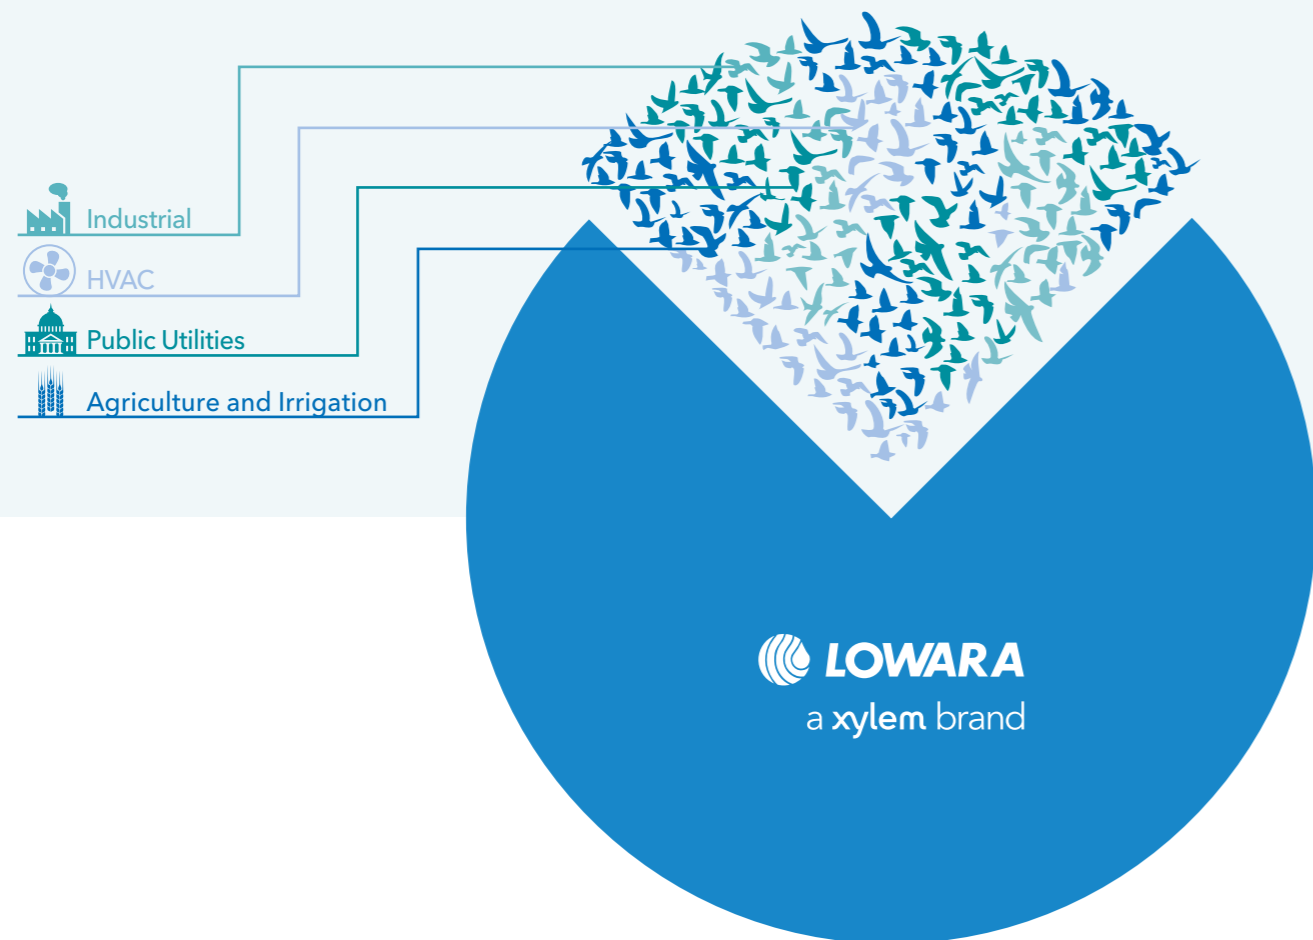 Industrial
HVAC
Public Utilities
Agriculture and Irrigation
LOWARA
a xylem brand